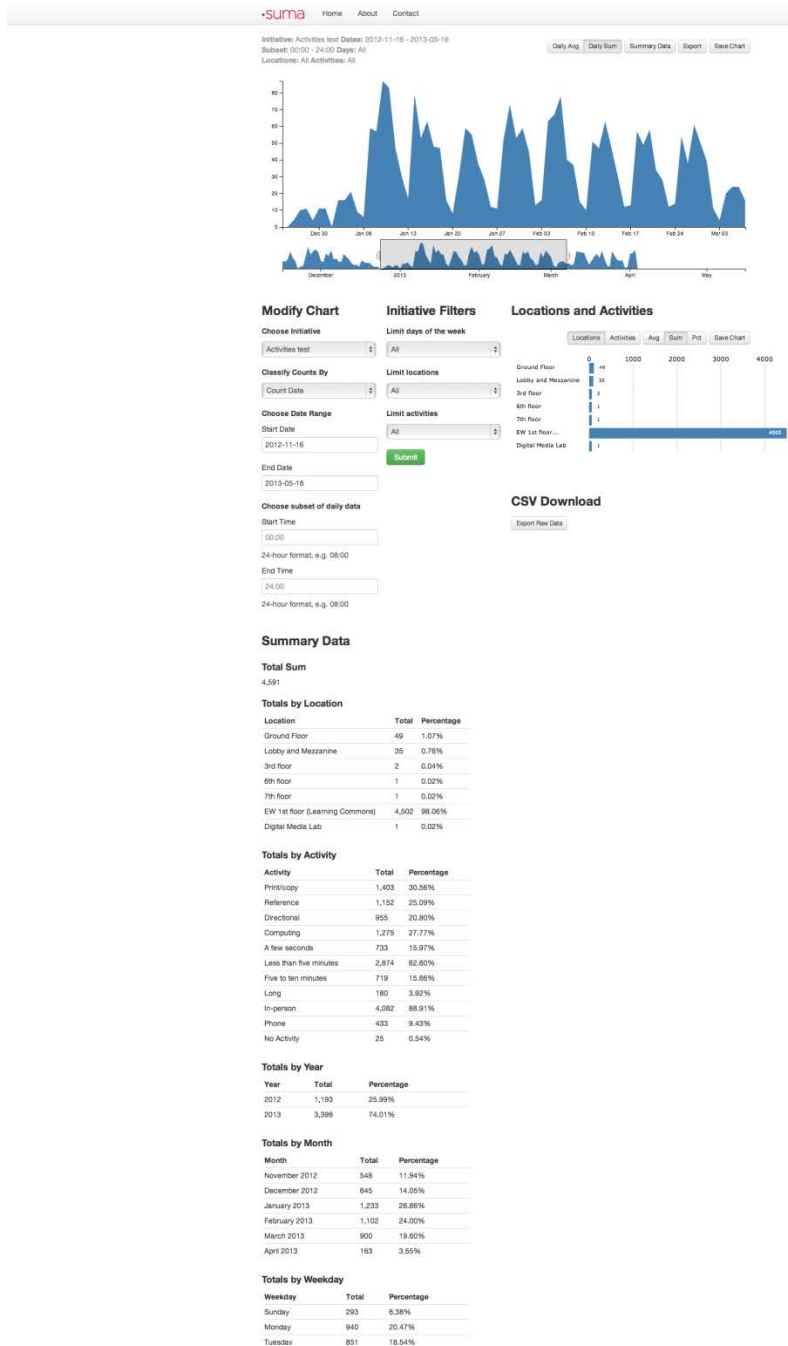 suma Home About Contact
Initiative: Activities test Dates: 2012-11-16 - 2013-05-16
Subset: 00:00 - 24:00 Days: All
Locations: All Activities: All
Daily Avg Daily Sum Summary Data Export Save Chart
80
70
60
50
40
30
20
10
0
Dec 30 Jan 06 Jan 13 Jan 20 Jan 27 Feb 03 Feb 10 Feb 17 Feb 24 Mar 03
December 2013 February March April May
Modify Chart
Choose Initiative
Activities test
Classify Counts By
Count Date
Choose Date Range
Start Date
2012-11-16
End Date
2013-05-16
Choose subset of daily data
Start Time
00:00
24-hour format, e.g. 08:00
End Time
24:00
24-hour format, e.g. 08:00
Initiative Filters
Limit days of the week
All
Limit locations
All
Limit activities
All
Submit
Locations and Activities
Locations Activities Avg Sum Pct Save Chart
0 1000 2000 3000 4000
Ground Floor 49
Lobby and Mezzanine 35
3rd floor 2
6th floor 1
7th floor 1
EW 1st floor... 4502
Digital Media Lab 1
CSV Download
Export Raw Data
Summary Data
Total Sum
4,591
Totals by Location
Location Total Percentage
Ground Floor 49 1.07%
Lobby and Mezzanine 35 0.76%
3rd floor 2 0.04%
6th floor 1 0.02%
7th floor 1 0.02%
EW 1st floor (Learning Commons) 4,502 98.06%
Digital Media Lab 1 0.02%
Totals by Activity
Activity Total Percentage
Print/copy 1,403 30.56%
Reference 1,152 25.09%
Directional 955 20.80%
Computing 1,275 27.77%
A few seconds 733 15.97%
Less than five minutes 2,874 62.60%
Five to ten minutes 719 15.66%
Long 180 3.92%
In-person 4,082 88.91%
Phone 433 9.43%
No Activity 25 0.54%
Totals by Year
Year Total Percentage
2012 1,193 25.99%
2013 3,398 74.01%
Totals by Month
Month Total Percentage
November 2012 548 11.94%
December 2012 645 14.05%
January 2013 1,233 26.86%
February 2013 1,102 24.00%
March 2013 900 19.60%
April 2013 163 3.55%
Totals by Weekday
Weekday Total Percentage
Sunday 293 6.38%
Monday 940 20.47%
Tuesday 851 18.54%